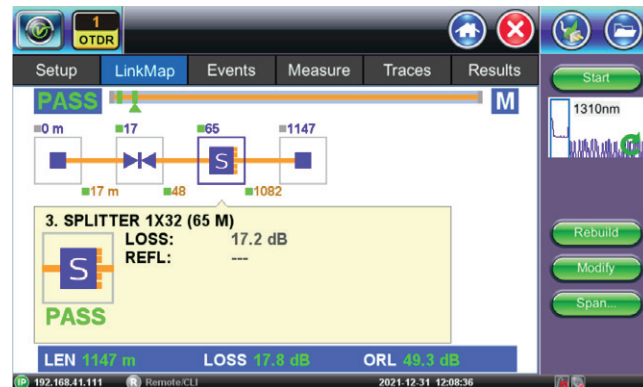 1
OTDR
Setup LinkMap Events Measure Traces Results
PASS M
0 m 17 65 1147
S
17 m 48 1082
3. SPLITTER 1X32 (65 M)
LOSS: 17.2 dB
REFL: ---
S
PASS
LEN 1147 m LOSS 17.8 dB ORL 49.3 dB
IP 192.168.41.111 R Remote/CLI 2021-12-31 12:08:36
Start
1310nm
Rebuild
Modify
Span...